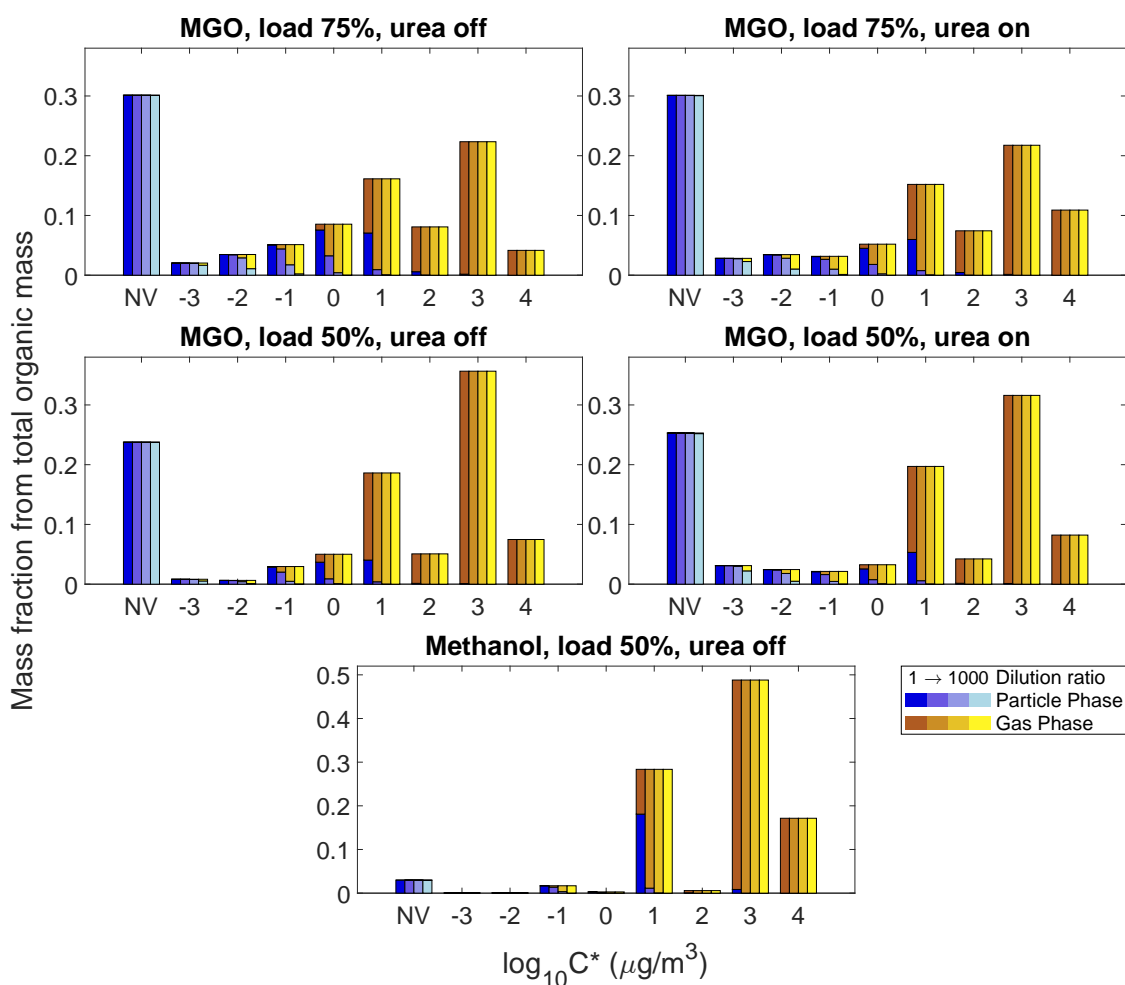 MGO, load 75%, urea off
MGO, load 75%, urea on
0.3
0.2
0.1
0
NV -3 -2 -1 0 1 2 3 4
0.3
0.2
0.1
0
NV -3 -2 -1 0 1 2 3 4
MGO, load 50%, urea off
MGO, load 50%, urea on
Mass fraction from total organic mass
0.3
0.2
0.1
0
NV -3 -2 -1 0 1 2 3 4
0.3
0.2
0.1
0
NV -3 -2 -1 0 1 2 3 4
Methanol, load 50%, urea off
0.5
0.4
0.3
0.2
0.1
0
NV -3 -2 -1 0 1 2 3 4
log₁₀C* (μg/m³)
1 → 1000 Dilution ratio
Particle Phase
Gas Phase